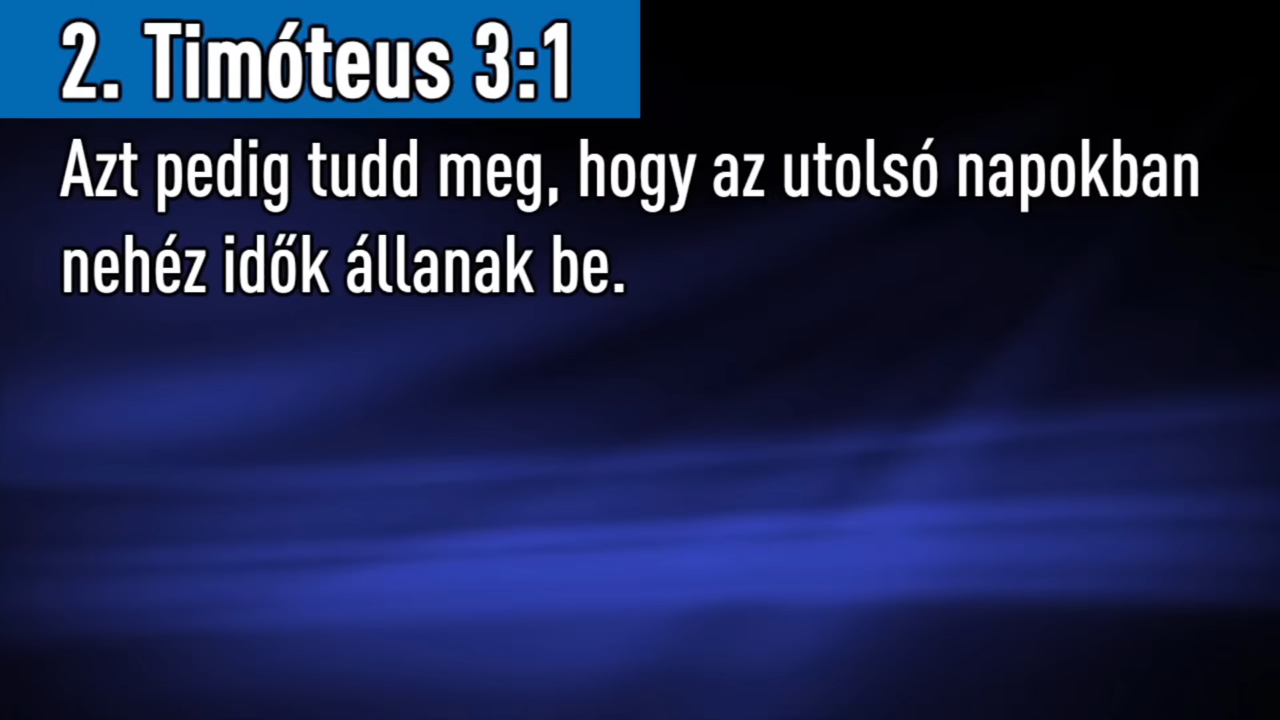 2. Timóteus 3:1
Azt pedig tudd meg, hogy az utolsó napokban
nehéz idők állanak be.